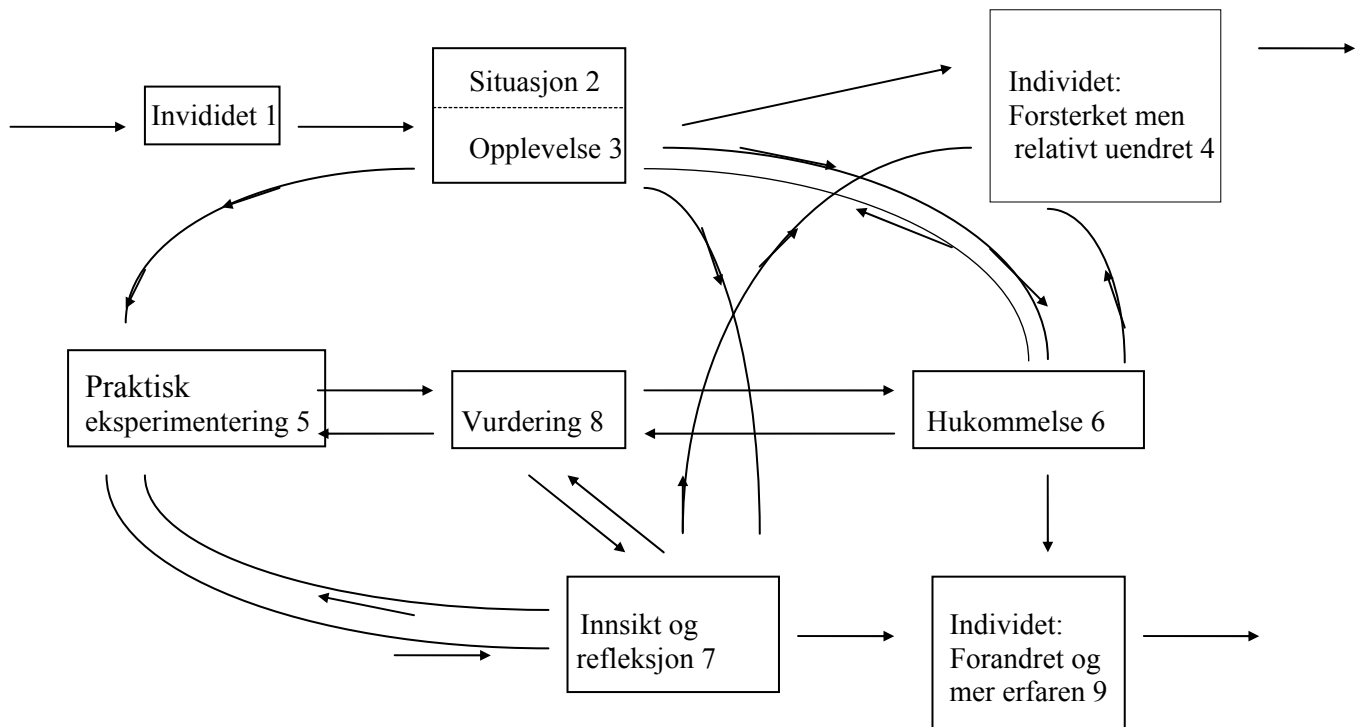 Invididet 1
Situasjon 2
Opplevelse 3
Individet:
Forsterket men
relativt uendret 4
Praktisk
eksperimentering 5
Vurdering 8
Hukommelse 6
Innsikt og
refleksjon 7
Individet:
Forandret og
mer erfaren 9